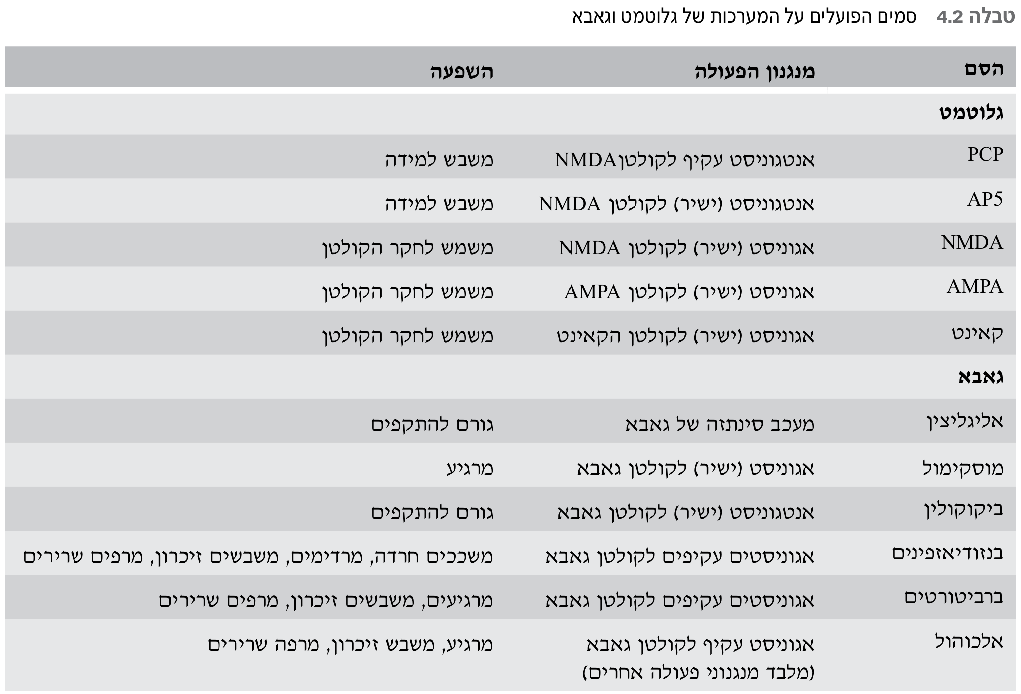 טבלה 4.2 סמים הפועלים על המערכות של גלוטמט וגאבא
הסם מנגנון הפעולה השפעה
גלוטמט
PCP אנטגוניסט עקיף לקולטןNMDA משבש למידה
AP5 אנטגוניסט (ישיר) לקולטן NMDA משבש למידה
NMDA אגוניסט (ישיר) לקולטן NMDA משמש לחקר הקולטן
AMPA אגוניסט (ישיר) לקולטן AMPA משמש לחקר הקולטן
קאינט אגוניסט (ישיר) לקולטן הקאינט משמש לחקר הקולטן
גאבא
אליגליצין מעכב סינתזה של גאבא גורם להתקפים
מוסקימול אגוניסט (ישיר) לקולטן גאבא מרגיע
ביקוקולין אנטגוניסט (ישיר) לקולטן גאבא גורם להתקפים
בנזודיאזפינים אגוניסטים עקיפים לקולטן גאבא משככים חרדה, מרדימים, משבשים זיכרון, מרפים שרירים
ברביטורטים אגוניסטים עקיפים לקולטן גאבא מרגיעים, משבשים זיכרון, מרפים שרירים
אלכוהול אגוניסט עקיף לקולטן גאבא מרגיע, משבש זיכרון, מרפה שרירים
(מלבד מנגנוני פעולה אחרים)